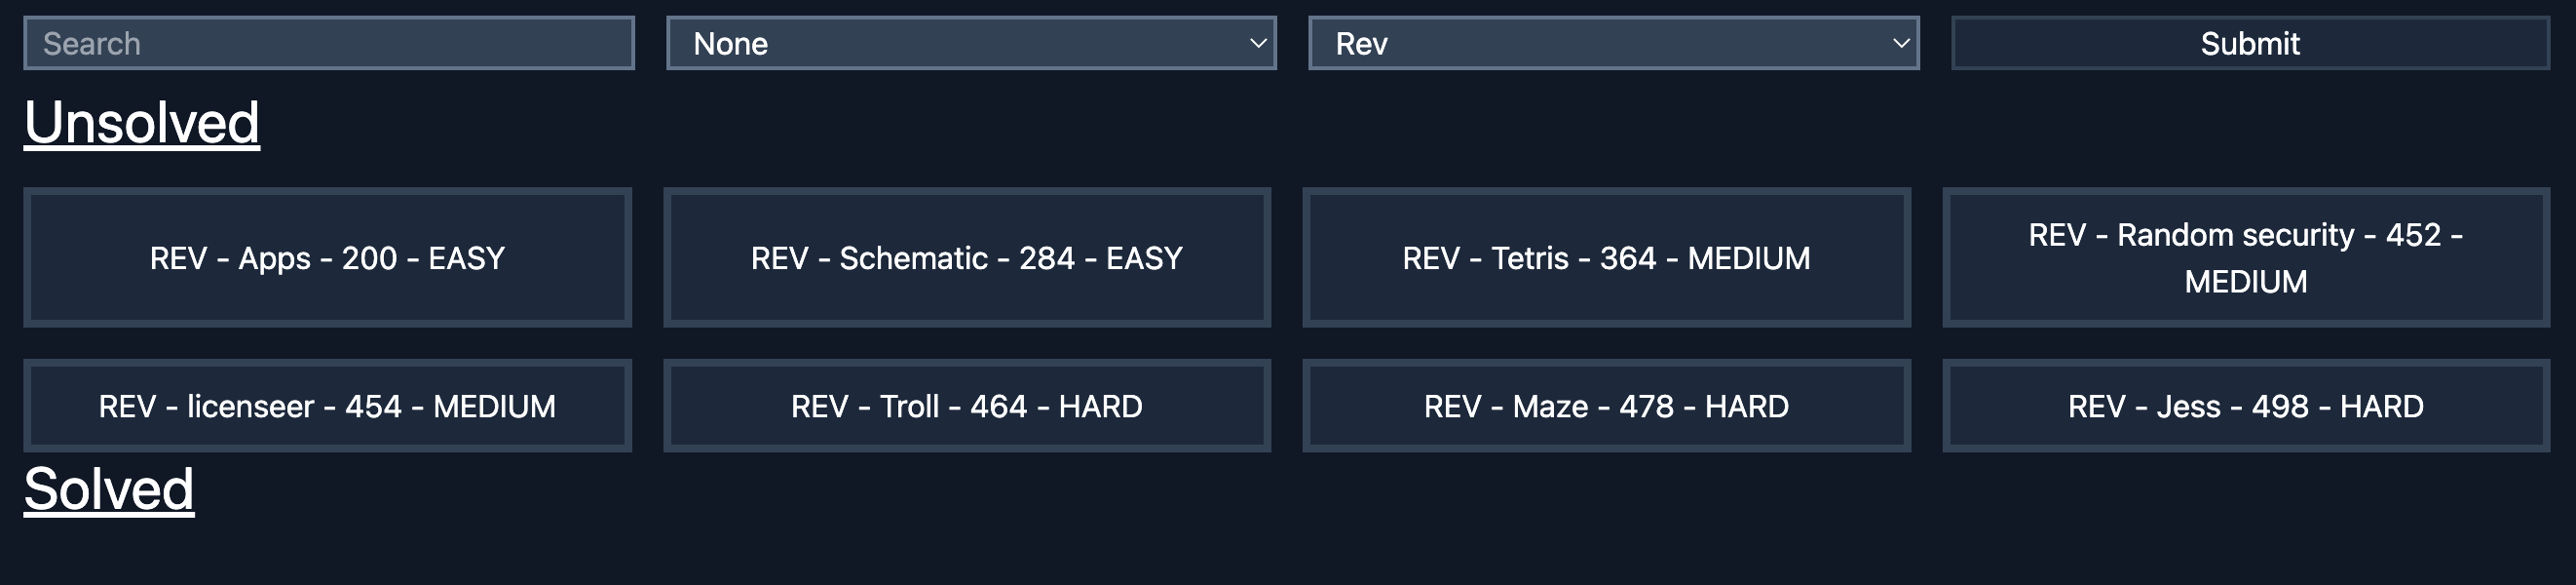 Search
None
Rev
Submit
Unsolved
REV - Apps - 200 - EASY
REV - Schematic - 284 - EASY
REV - Tetris - 364 - MEDIUM
REV - Random security - 452 -
MEDIUM
REV - licenseer - 454 - MEDIUM
REV - Troll - 464 - HARD
REV - Maze - 478 - HARD
REV - Jess - 498 - HARD
Solved